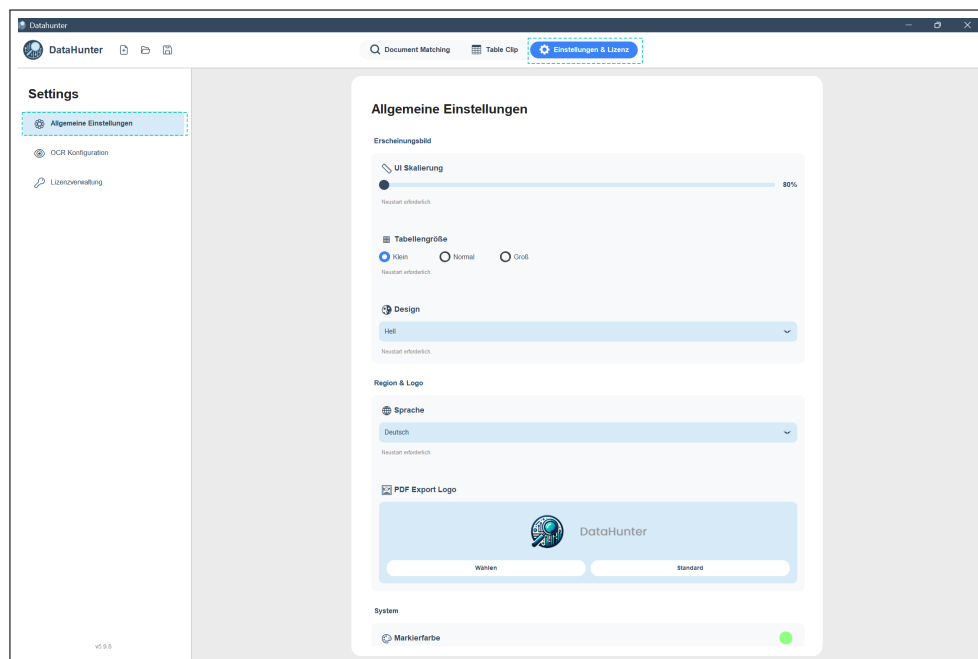 Datahunter
DataHunter
Document Matching
Table Clip
Einstellungen & Lizenz
Settings
Allgemeine Einstellungen
OCR Konfiguration
Lizenzverwaltung
v5.9.8
Allgemeine Einstellungen
Erscheinungsbild
UI Skalierung
80%
Neustart erforderlich
Tabellengröße
Klein Normal Groß
Neustart erforderlich
Design
Hell
Neustart erforderlich
Region & Logo
Sprache
Deutsch
Neustart erforderlich
PDF Export Logo
DataHunter
Wählen Standard
System
Markierfarbe